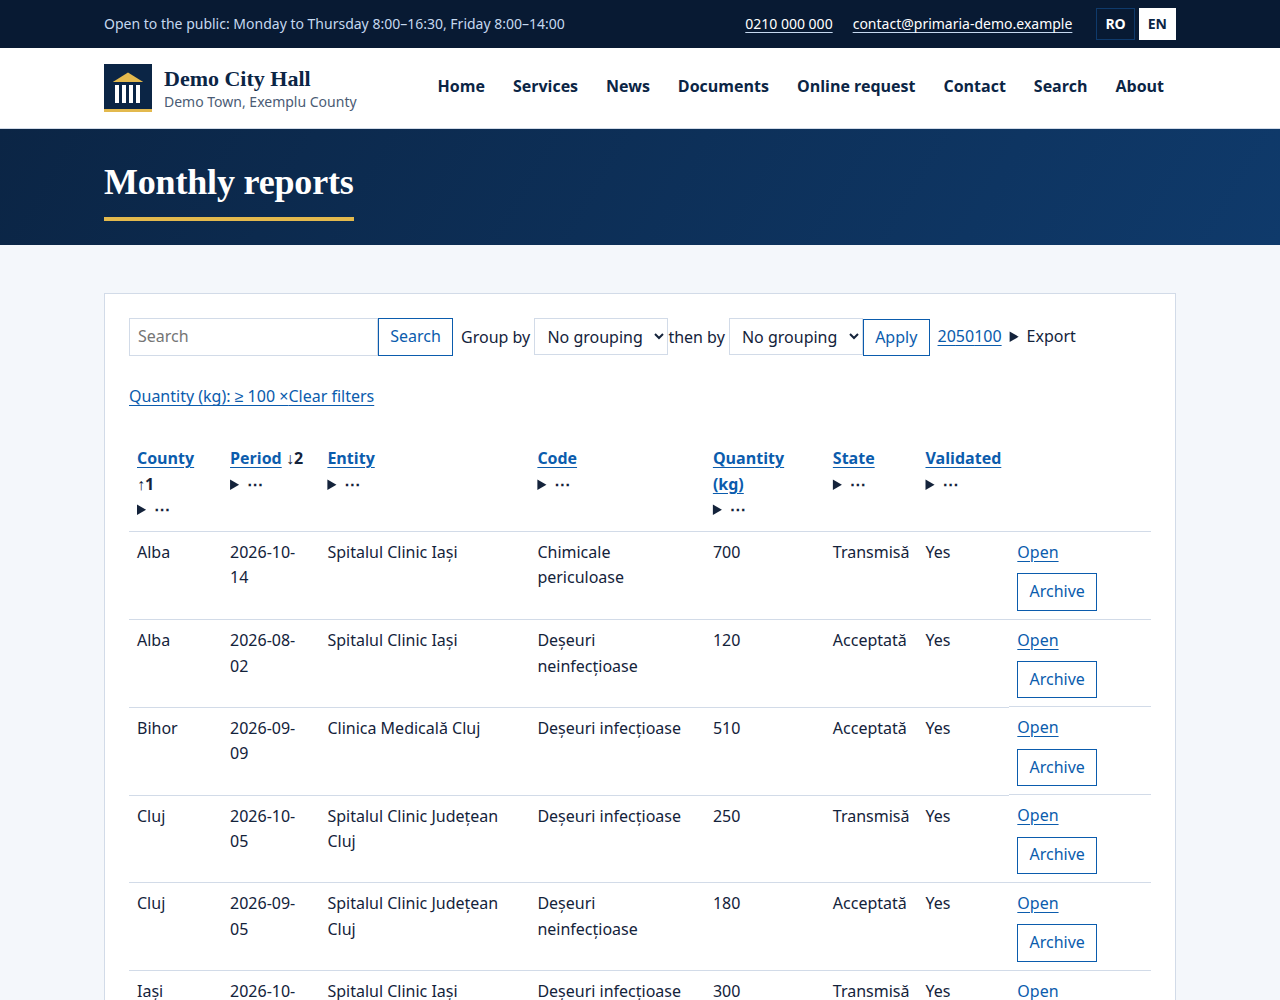 Open to the public: Monday to Thursday 8:00–16:30, Friday 8:00–14:00
0210 000 000
contact@primaria-demo.example
RO
EN
Demo City Hall
Demo Town, Exemplu County
Home
Services
News
Documents
Online request
Contact
Search
About
Monthly reports
Search
Search
Group by
No grouping
then by
No grouping
Apply
2050100
▶ Export
Quantity (kg): ≥ 100 ×Clear filters
County ↑1 ▶ ⋯
Period ↓2 ▶ ⋯
Entity ▶ ⋯
Code ▶ ⋯
Quantity (kg) ▶ ⋯
State ▶ ⋯
Validated ▶ ⋯
Alba 2026-10-14 Spitalul Clinic Iași Chimicale periculoase 700 Transmisă Yes Open
Archive
Alba 2026-08-02 Spitalul Clinic Iași Deșeuri neinfecțioase 120 Acceptată Yes Open
Archive
Bihor 2026-09-09 Clinica Medicală Cluj Deșeuri infecțioase 510 Acceptată Yes Open
Archive
Cluj 2026-10-05 Spitalul Clinic Județean Cluj Deșeuri infecțioase 250 Transmisă Yes Open
Archive
Cluj 2026-09-05 Spitalul Clinic Județean Cluj Deșeuri neinfecțioase 180 Acceptată Yes Open
Archive
Iași 2026-10- Spitalul Clinic Iași Deșeuri infecțioase 300 Transmisă Yes Open